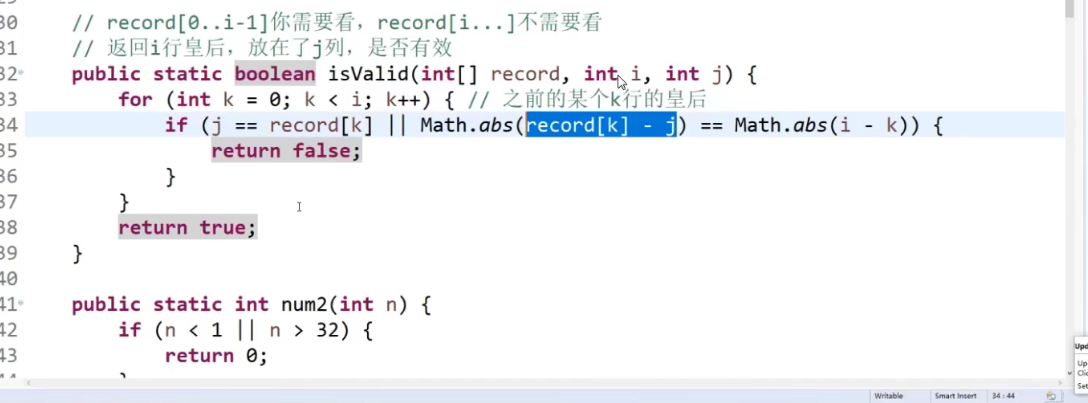 30 // record[0..i-1]你需要看，record[i...]不需要看
31 // 返回i行皇后，放在了j列，是否有效
32 public static boolean isValid(int[] record, int i, int j) {
33 for (int k = 0; k < i; k++) { // 之前的某个k行的皇后
34 if (j == record[k] || Math.abs(record[k] - j) == Math.abs(i - k)) {
35 return false;
36 }
37 }
38 return true;
39 }
40
41 public static int num2(int n) {
42 if (n < 1 || n > 32) {
43 return 0;
Upd
Up
Clic
Set
Writable Smart Insert 34 : 44